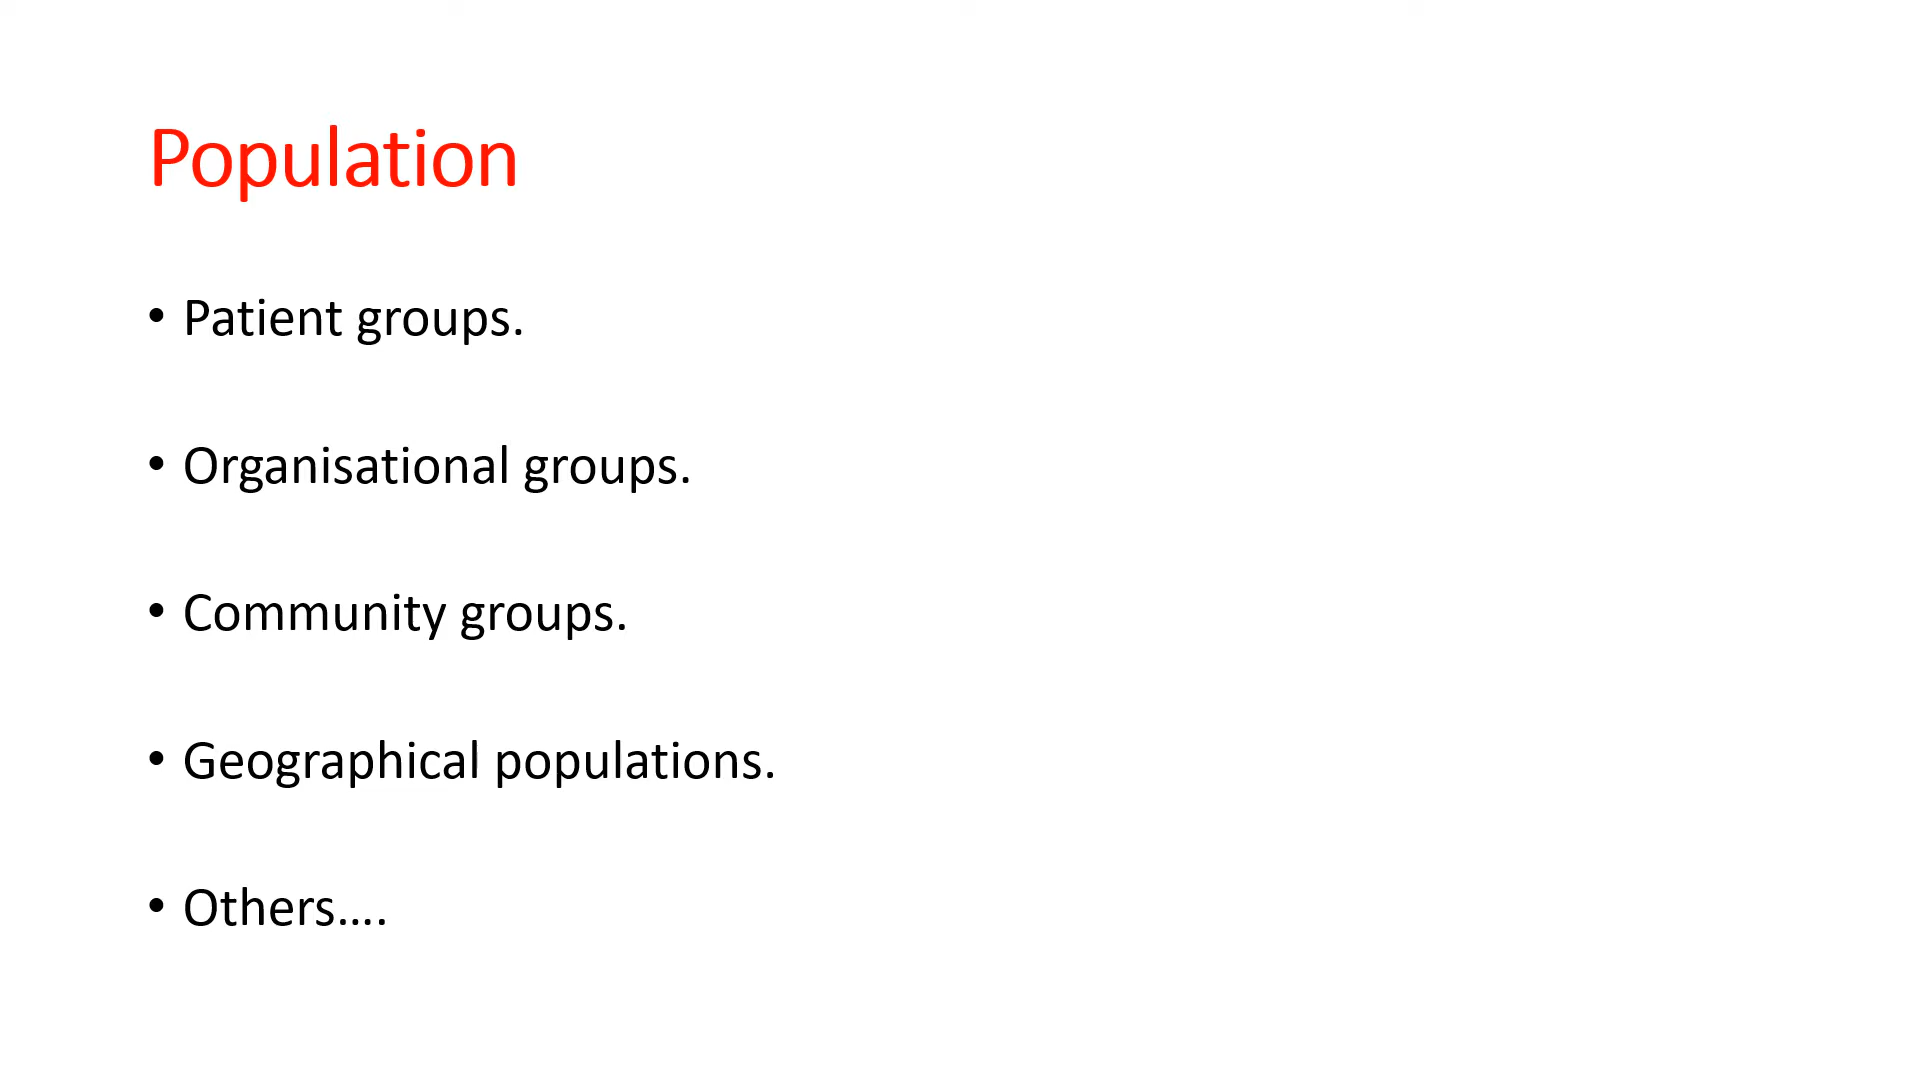 Population
• Patient groups.
• Organisational groups.
• Community groups.
• Geographical populations.
• Others....